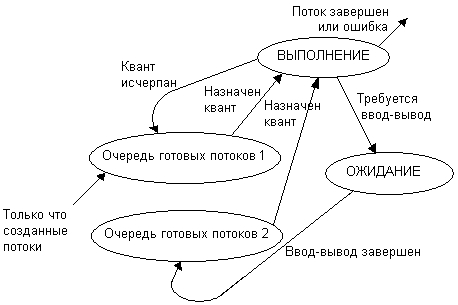 Поток завершен
или ошибка
ВЫПОЛНЕНИЕ
Квант
исчерпан
Назначен
квант
Назначен
квант
Требуется
ввод-вывод
Очередь готовых потоков 1
ОЖИДАНИЕ
Только что
созданные
потоки
Очередь готовых потоков 2
Ввод-вывод завершен